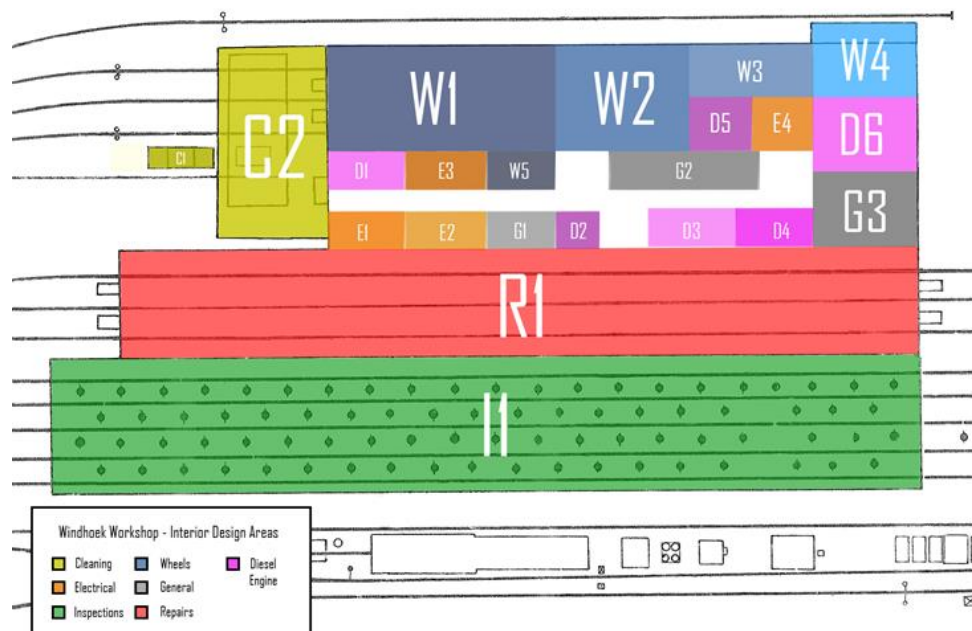 W4
W1
W2
W3
C2
D5
E4
D6
C1
D1
E3
W5
G2
G3
E1
E2
G1
D2
D3
D4
R1
I1
Windhoek Workshop - Interior Design Areas
Cleaning
Wheels
Diesel
Engine
Electrical
General
Inspections
Repairs